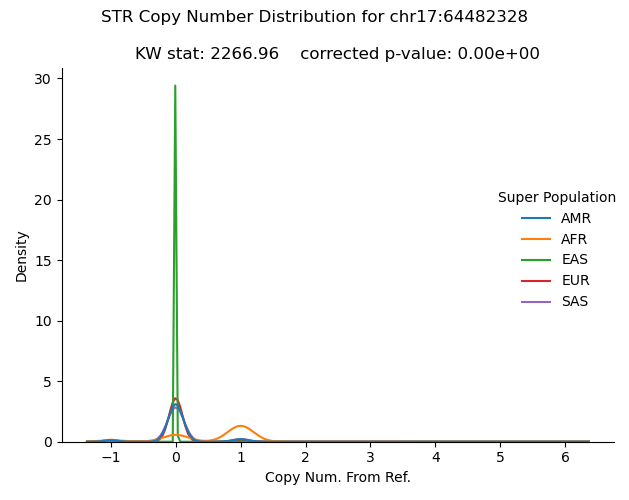 STR Copy Number Distribution for chr17:64482328
KW stat: 2266.96    corrected p-value: 0.00e+00
30
25
20
15
10
5
0
Density
−1
0
1
2
3
4
5
6
Copy Num. From Ref.
Super Population
AMR
AFR
EAS
EUR
SAS